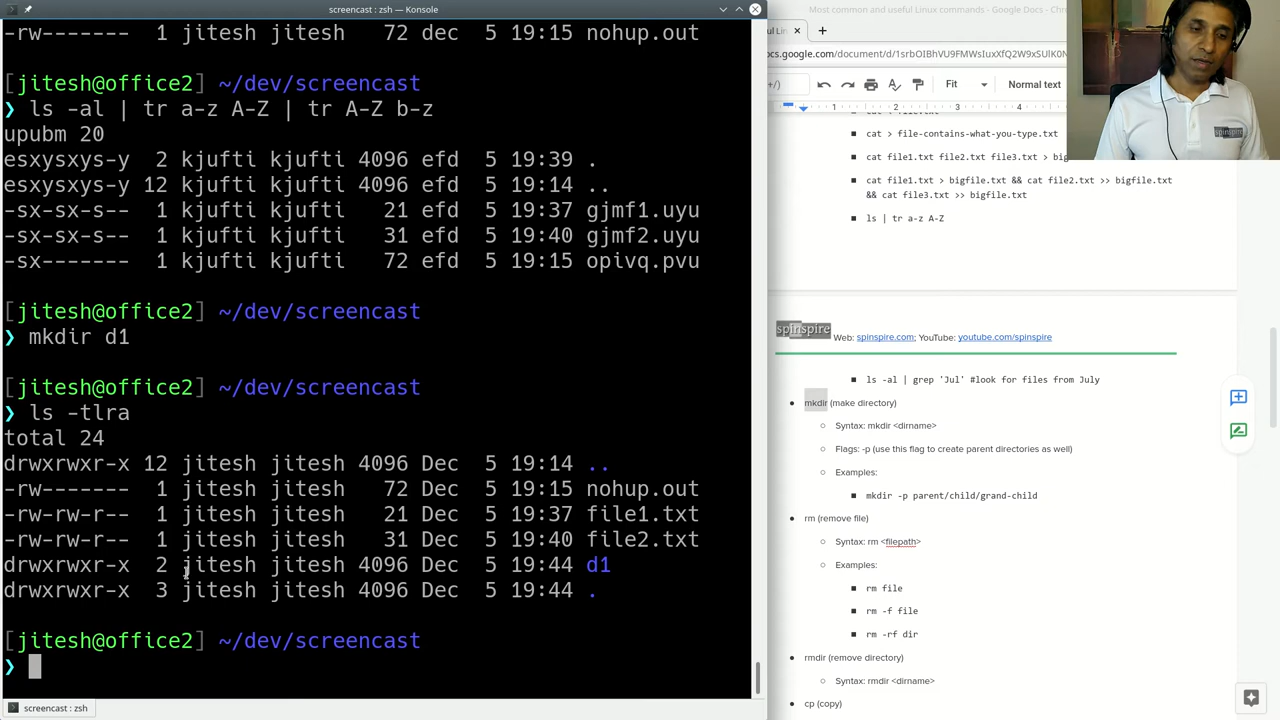 screencast : zsh — Konsole
-rw------- 1 jitesh jitesh 72 dec 5 19:15 nohup.out
[jitesh@office2] ~/dev/screencast
❯ ls -al | tr a-z A-Z | tr A-Z b-z
upubm 20
esxysxys-y 2 kjufti kjufti 4096 efd 5 19:39 .
esxysxys-y 12 kjufti kjufti 4096 efd 5 19:14 ..
-sx-sx-s-- 1 kjufti kjufti 21 efd 5 19:37 gjmf1.uyu
-sx-sx-s-- 1 kjufti kjufti 31 efd 5 19:40 gjmf2.uyu
-sx------- 1 kjufti kjufti 72 efd 5 19:15 opivq.pvu
[jitesh@office2] ~/dev/screencast
❯ mkdir d1
[jitesh@office2] ~/dev/screencast
❯ ls -tlra
total 24
drwxrwxr-x 12 jitesh jitesh 4096 Dec 5 19:14 ..
-rw------- 1 jitesh jitesh 72 Dec 5 19:15 nohup.out
-rw-rw-r-- 1 jitesh jitesh 21 Dec 5 19:37 file1.txt
-rw-rw-r-- 1 jitesh jitesh 31 Dec 5 19:40 file2.txt
drwxrwxr-x 2 jitesh jitesh 4096 Dec 5 19:44 d1
drwxrwxr-x 3 jitesh jitesh 4096 Dec 5 19:44 .
[jitesh@office2] ~/dev/screencast
❯
screencast : zsh
Most common and useful Linux commands - Google Docs - Chr
Fit Normal text
1 2 3 4
cat > file-contains-what-you-type.txt
cat file1.txt file2.txt file3.txt > big
cat file1.txt > bigfile.txt && cat file2.txt >> bigfile.txt
&& cat file3.txt >> bigfile.txt
ls | tr a-z A-Z
spinspire Web: spinspire.com; YouTube: youtube.com/spinspire
ls -al | grep 'Jul' #look for files from July
mkdir (make directory)
Syntax: mkdir <dirname>
Flags: -p (use this flag to create parent directories as well)
Examples:
mkdir -p parent/child/grand-child
rm (remove file)
Syntax: rm <filepath>
Examples:
rm file
rm -f file
rm -rf dir
rmdir (remove directory)
Syntax: rmdir <dirname>
cp (copy)
spinspire